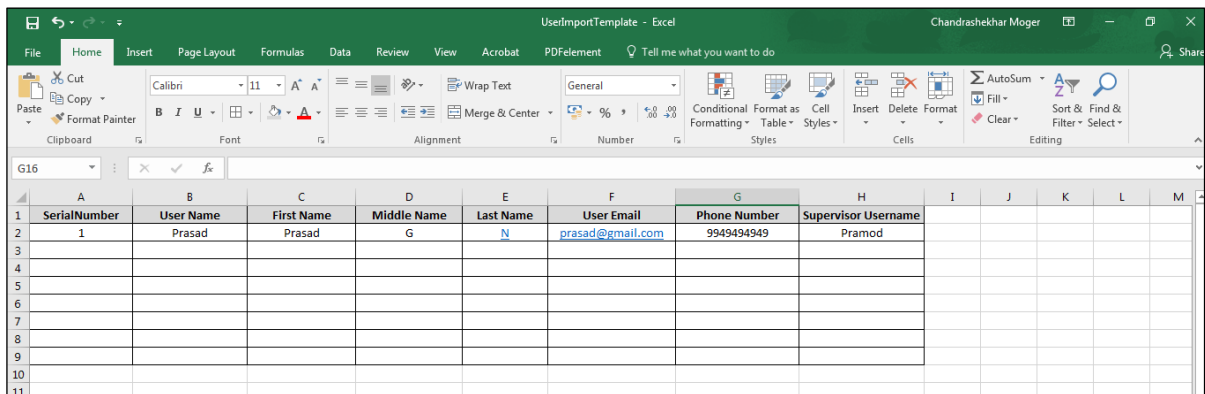 UserImportTemplate - Excel
Chandrashekhar Moger
File Home Insert Page Layout Formulas Data Review View Acrobat PDFelement Tell me what you want to do Share
Paste
Cut
Copy
Format Painter
Clipboard
Calibri 11
B I U
Font
Wrap Text
Merge & Center
Alignment
General
% ,
Number
Conditional Formatting
Format as Table
Cell Styles
Styles
Insert Delete Format
Cells
AutoSum
Fill
Clear
Sort & Filter
Find & Select
Editing
G16 fx
A B C D E F G H I J K L M
1 SerialNumber User Name First Name Middle Name Last Name User Email Phone Number Supervisor Username
2 1 Prasad Prasad G N prasad@gmail.com 9949494949 Pramod
3
4
5
6
7
8
9
10
11